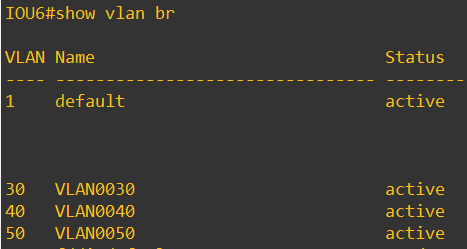 IOU6#show vlan br
VLAN Name Status
---- -------------------------------- --------
1 default active
30 VLAN0030 active
40 VLAN0040 active
50 VLAN0050 active